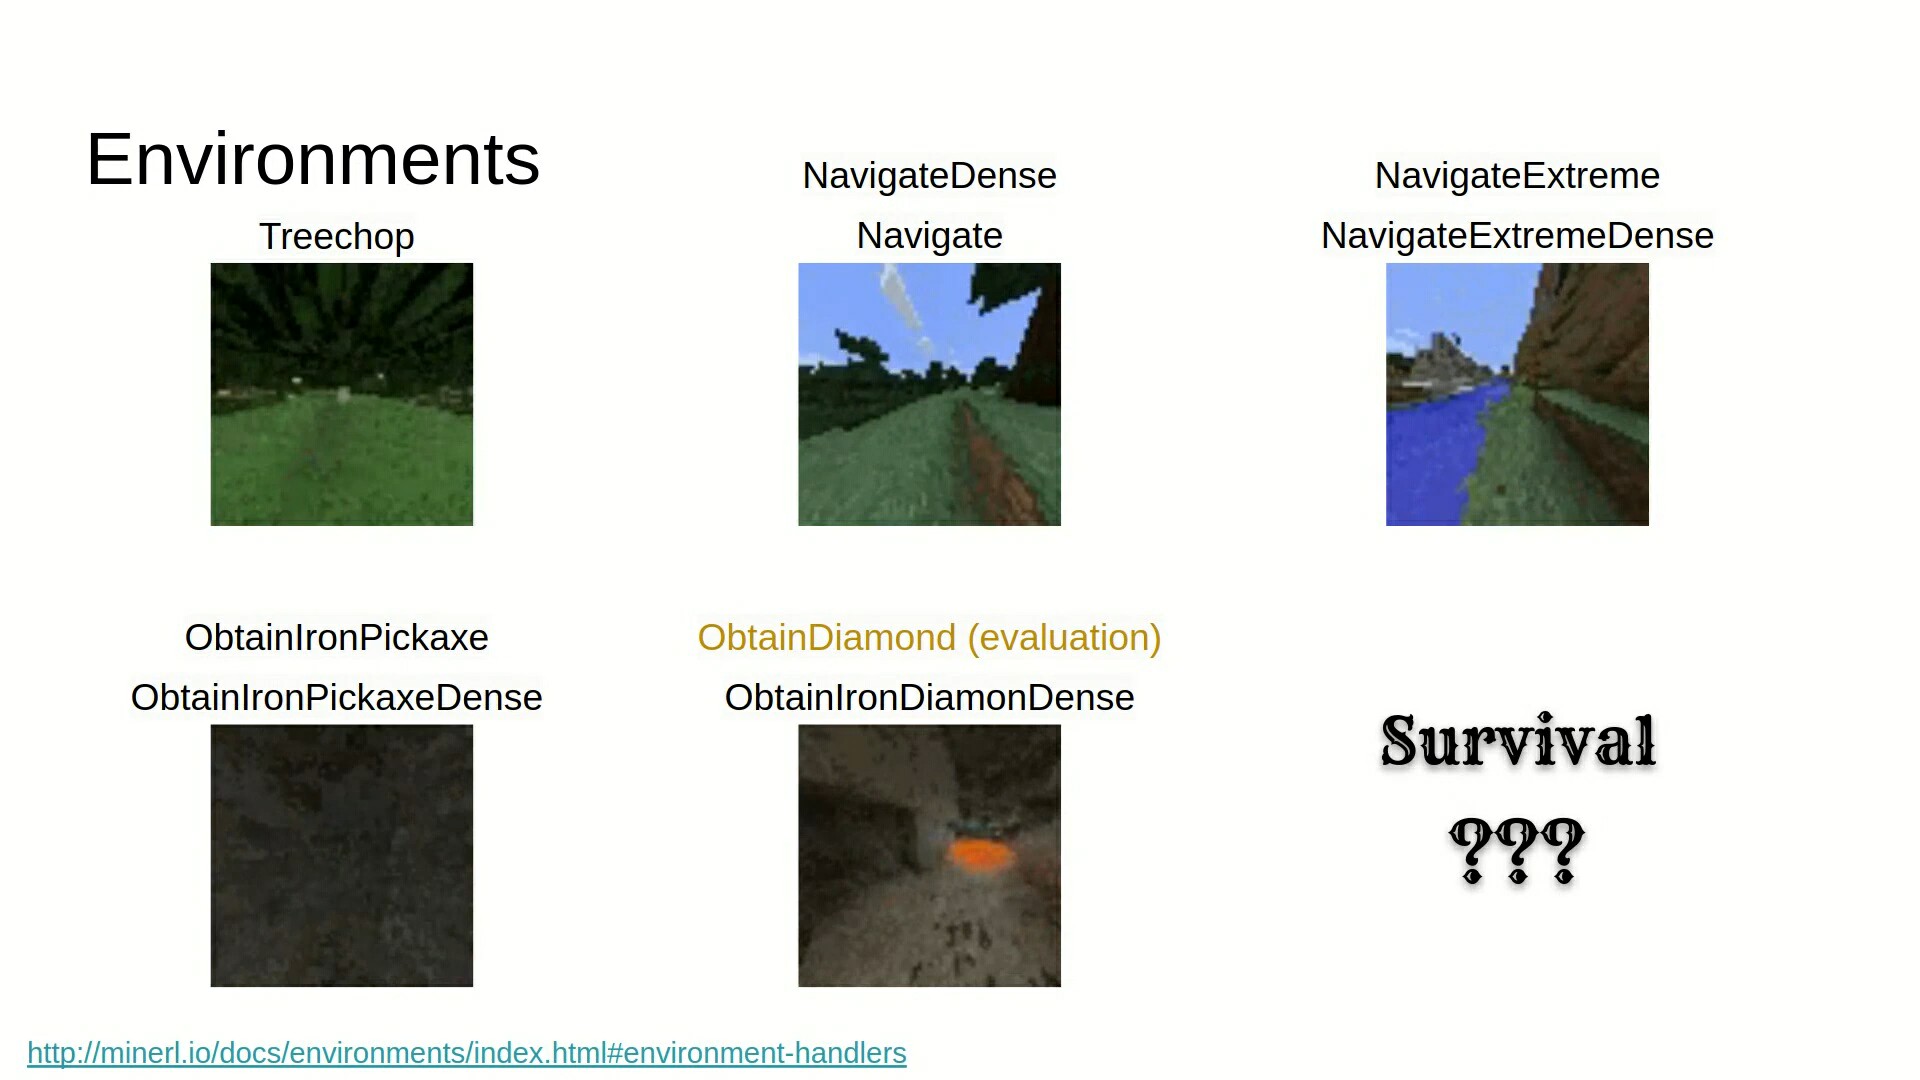 Environments
Treechop
NavigateDense
Navigate
NavigateExtreme
NavigateExtremeDense
ObtainIronPickaxe
ObtainIronPickaxeDense
ObtainDiamond (evaluation)
ObtainIronDiamonDense
Survival
???
http://minerl.io/docs/environments/index.html#environment-handlers